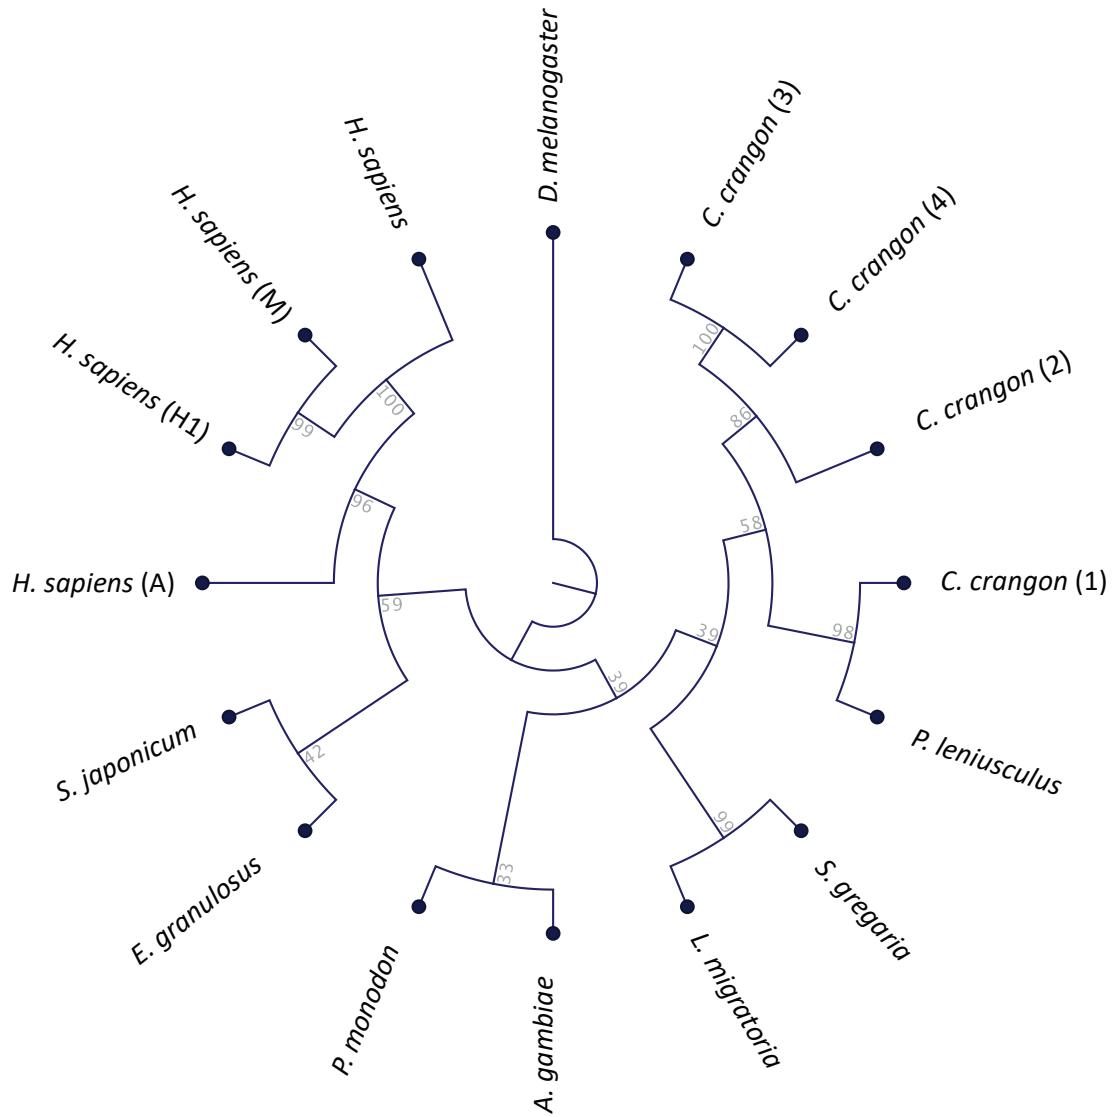 D. melanogaster
C. crangon (3)
C. crangon (4)
C. crangon (2)
C. crangon (1)
P. leniusculus
S. gregaria
L. migratoria
A. gambiae
P. monodon
E. granulosus
S. japonicum
H. sapiens (A)
H. sapiens (H1)
H. sapiens (M)
H. sapiens
100
86
58
98
39
99
39
33
42
59
96
99
100